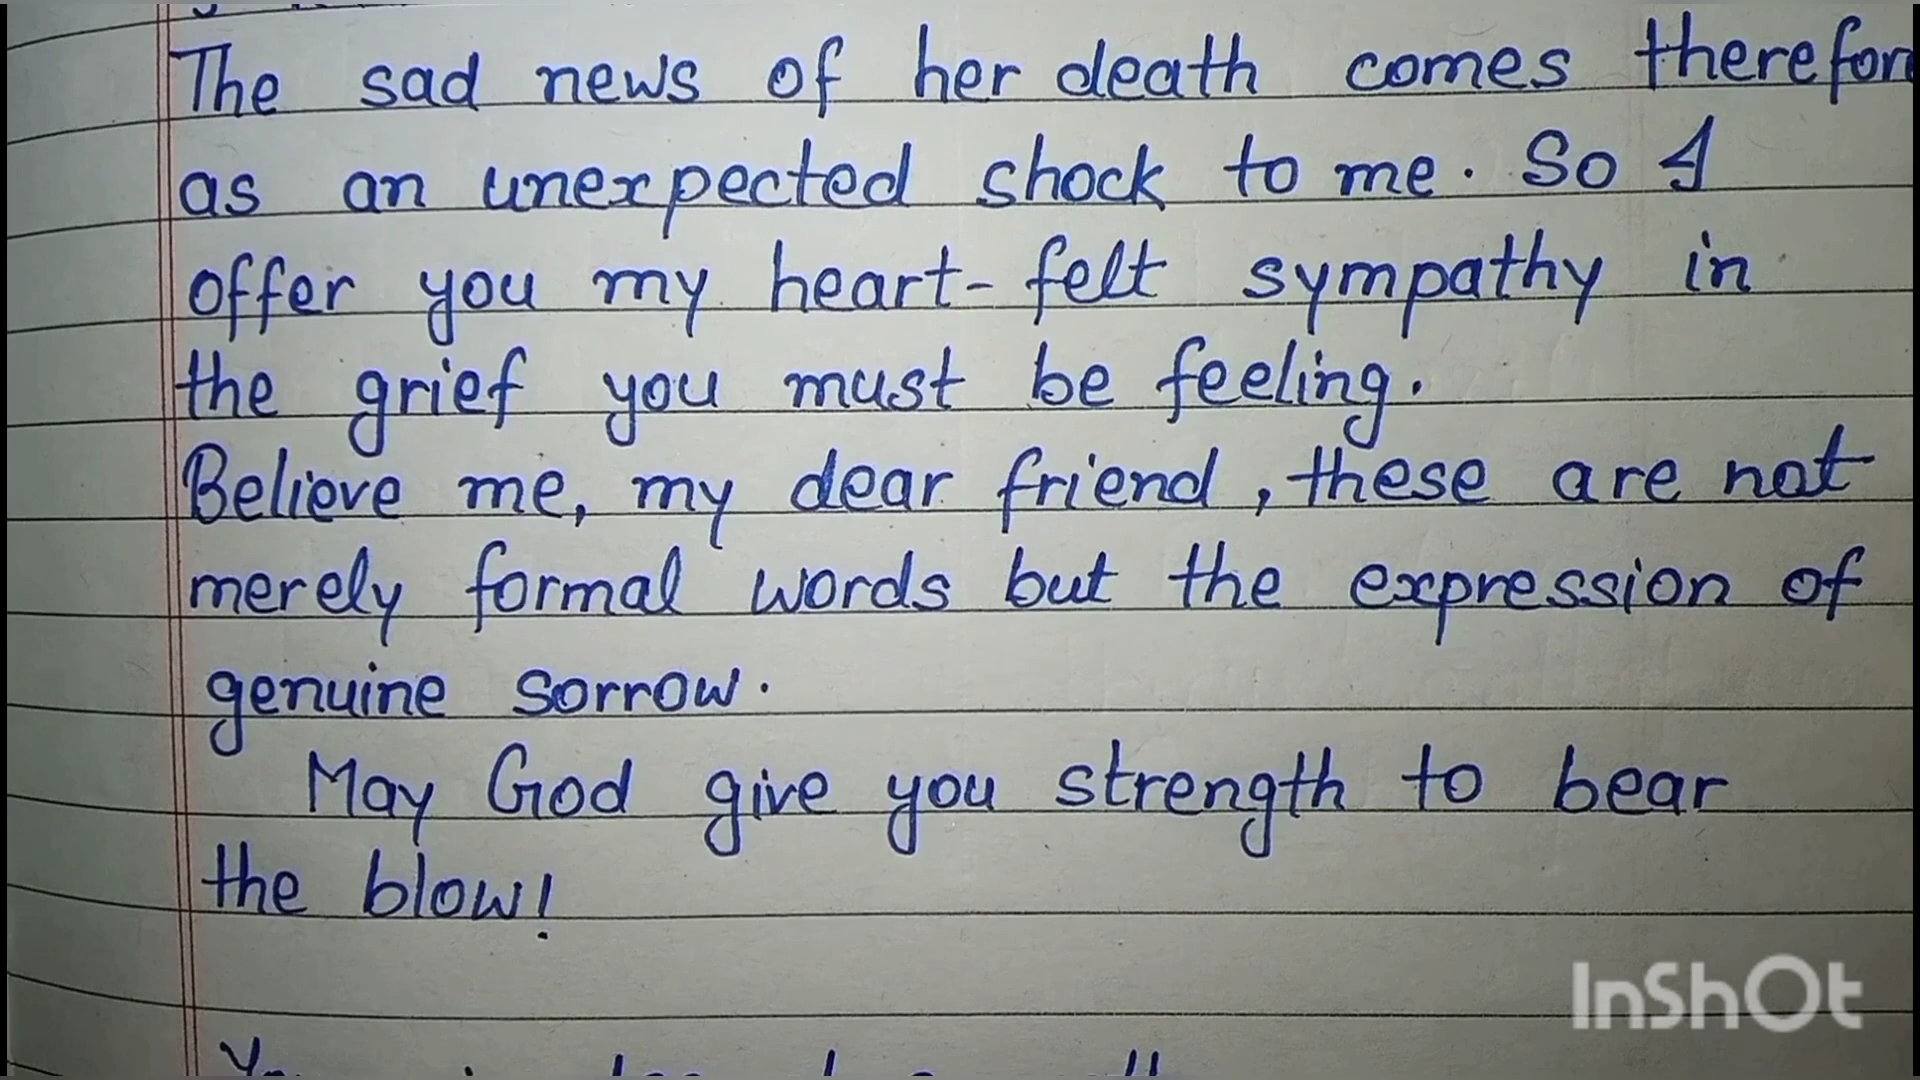 The sad news of her death comes therefor
as an unexpected shock to me. So I
offer you my heart-felt sympathy in
the grief you must be feeling.
Believe me, my dear friend, these are not
merely formal words but the expression of
genuine sorrow.
May God give you strength to bear
the blow!
InShOt